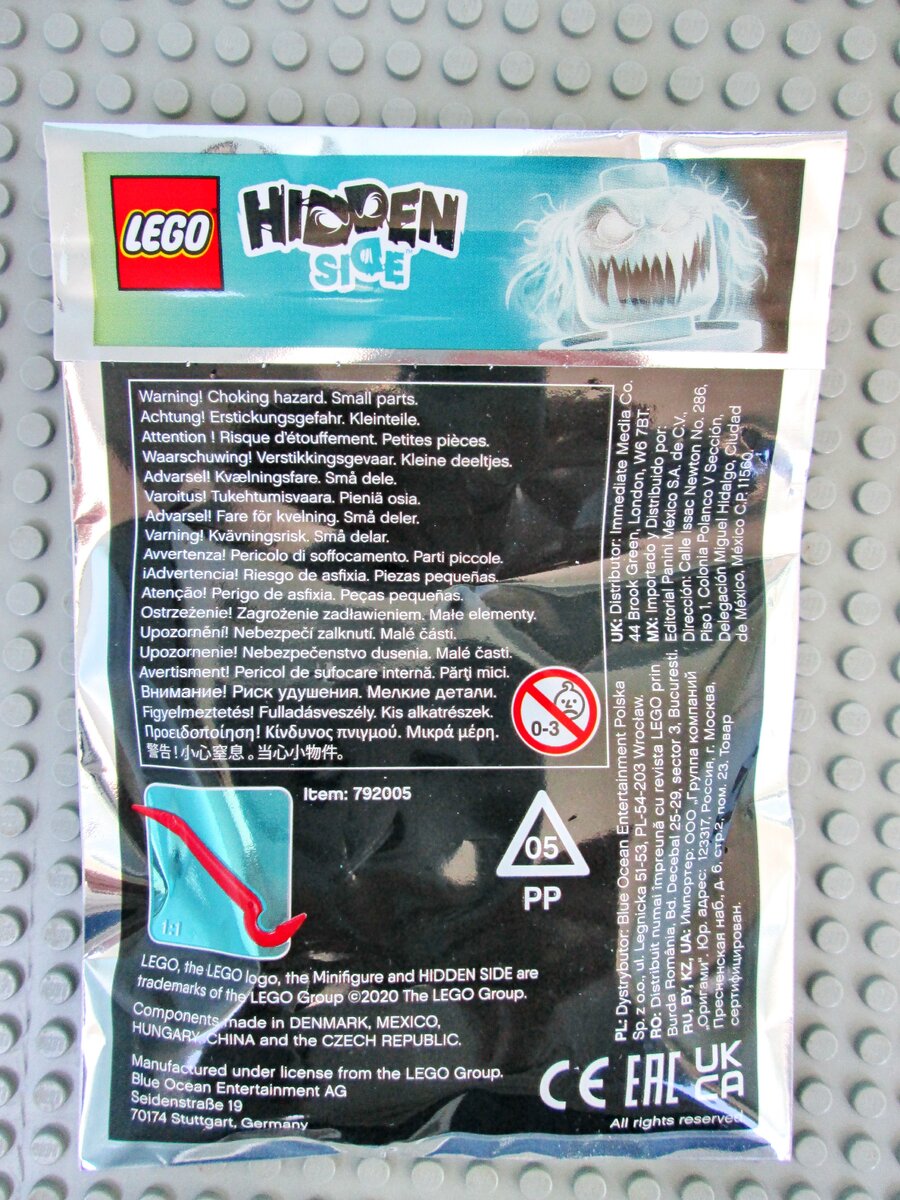 LEGO
HIDDEN
SIDE™
Warning! Choking hazard. Small parts.
Achtung! Erstickungsgefahr. Kleinteile.
Attention ! Risque d'étouffement. Petites pièces.
Waarschuwing! Verstikkingsgevaar. Kleine deeltjes.
Advarsel! Kvælningsfare. Små dele.
Varoitus! Tukehtumisvaara. Pieniä osia.
Advarsel! Fare för kvelning. Små deler.
Varning! Kvävningsrisk. Små delar.
Avvertenza! Pericolo di soffocamento. Parti piccole.
¡Advertencia! Riesgo de asfixia. Piezas pequeñas.
Atenção! Perigo de asfixia. Peças pequeñas.
Ostrzeżenie! Zagrożenie zadławieniem. Małe elementy.
Upozornění! Nebezpečí zalknutí. Malé části.
Upozornenie! Nebezpečenstvo dusenia. Malé časti.
Avertisment! Pericol de sufocare internă. Părţi mici.
Внимание! Риск удушения. Мелкие детали.
Figyelmeztetés! Fulladásveszély. Kis alkatrészek.
Προειδοποίηση! Κίνδυνος πνιγμού. Μικρά μέρη.
警告!小心窒息。当心小物件。
0-3
Item: 792005
1:1
05
PP
LEGO, the LEGO logo, the Minifigure and HIDDEN SIDE are
trademarks of the LEGO Group ©2020 The LEGO Group.
Components made in DENMARK, MEXICO,
HUNGARY, CHINA and the CZECH REPUBLIC.
Manufactured under license from the LEGO Group.
Blue Ocean Entertainment AG
Seidenstraße 19
70174 Stuttgart, Germany
UK: Distributor: Immediate Media Co.
44 Brook Green, London, W6 7BT.
MX: Importado y Distribuido por:
Editorial Panini México S.A. de C.V.,
Dirección: Calle Issac Newton No. 286,
Piso 1, Colonia Polanco V Sección,
Delegación Miguel Hidalgo, Ciudad
de México, México C.P. 11560
PL: Dystrybutor: Blue Ocean Entertainment Polska
Sp. z o.o., ul. Legnicka 51-53, PL-54-203 Wrocław.
RO: Distribuit numai împreună cu revista LEGO prin
Burda România, Bd. Decebal 25-29, sector 3, Bucureşti.
RU, BY, KZ, UA: Импортер: ООО „Группа компаний
„Оригами". Юр. адрес: 123317, Россия, г. Москва,
Пресненская наб., д. 6, стр.2, пом. 23. Товар
сертифицирован.
CE EAC UK
CA
All rights reserved